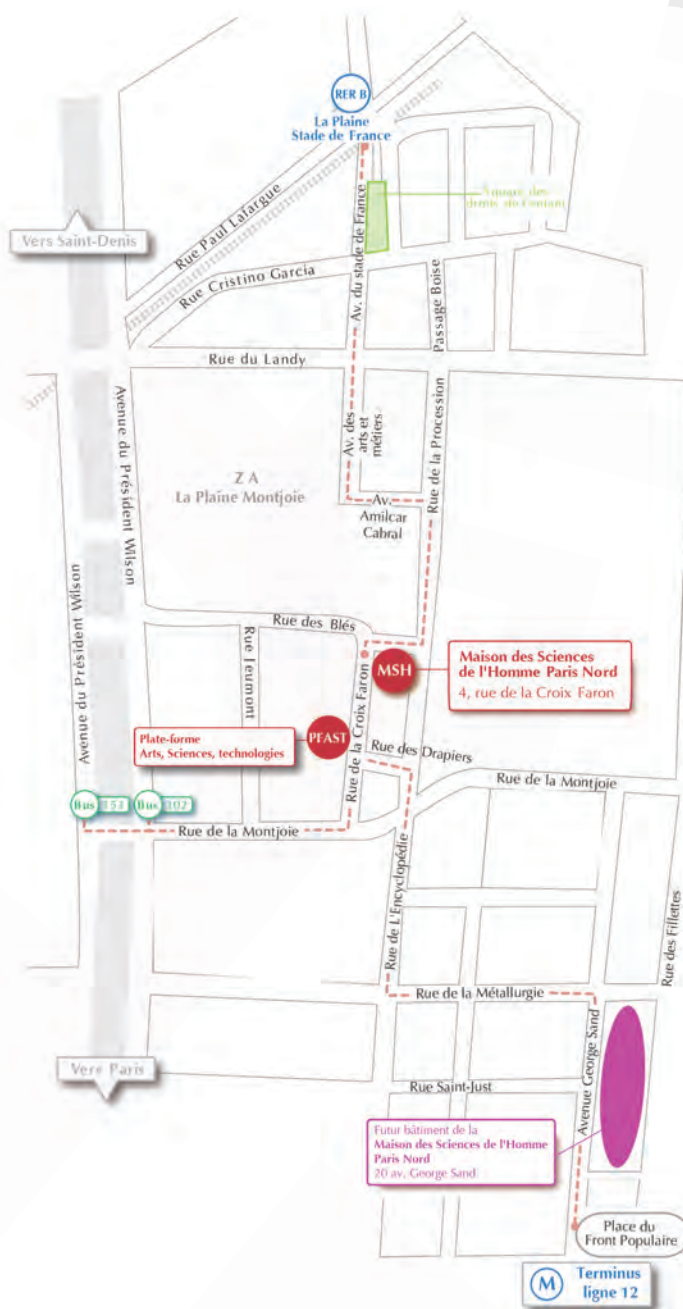 RER B
La Plaine
Stade de France
Square des
droits de l'enfant
Vers Saint-Denis
Rue Paul Lafargue
Rue Cristino Garcia
Av. du stade de France
Passage Boise
Rue du Landy
Avenue du Président Wilson
Av. des
arts et
métiers
Rue de la Procession
Z A
La Plaine Montjoie
Av.
Amilcar
Cabral
Avenue du Président Wilson
Rue des Blés
Rue Jeumont
Rue de la Croix Faron
MSH
Maison des Sciences
de l'Homme Paris Nord
4, rue de la Croix Faron
Plate-forme
Arts, Sciences, technologies
PFAST
Rue des Drapiers
Rue de la Montjoie
Bus 153
Bus 302
Rue de la Montjoie
Rue de L'Encyclopédie
Rue des Fillettes
Rue de la Métallurgie
Avenue George Sand
Vers Paris
Rue Saint-Just
Futur bâtiment de la
Maison des Sciences de l'Homme
Paris Nord
20 av. George Sand
Place du
Front Populaire
M
Terminus
ligne 12